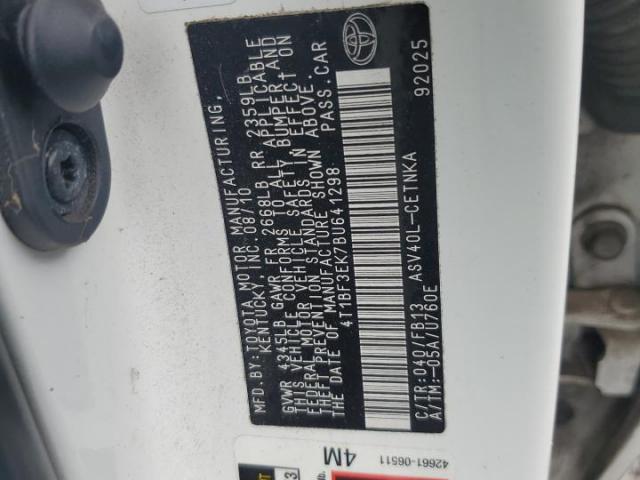 MFD.BY:TOYOTA MOTOR MANUFACTURING,
KENTUCKY, INC. 08/10
GVWR 4345LB GAWR FR 2668LB RR 2359LB
THIS VEHICLE CONFORMS TO ALL APPLICABLE
FEDERAL MOTOR VEHICLE SAFETY BUMPER, AND
THEFT PREVENTION STANDARDS IN EFFECT ON
THE DATE OF MANUFACTURE SHOWN ABOVE.
4T1BF3EK7BU641298 PASS.CAR
C/TR:040/FB13 ASV40L-CETNKA
A/TM:-05A/U760E 92025
42661-06511
4M